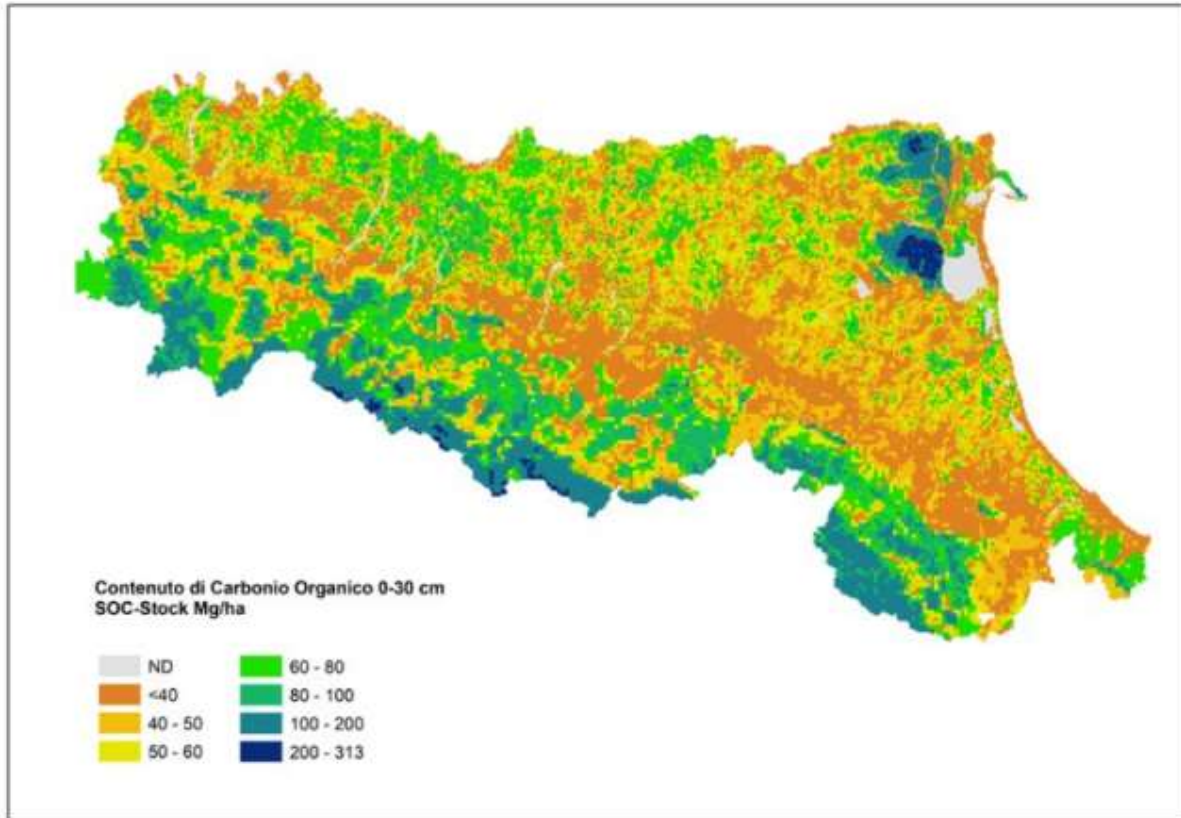 Contenuto di Carbonio Organico 0-30 cm
SOC-Stock Mg/ha
ND
<40
40 - 50
50 - 60
60 - 80
80 - 100
100 - 200
200 - 313